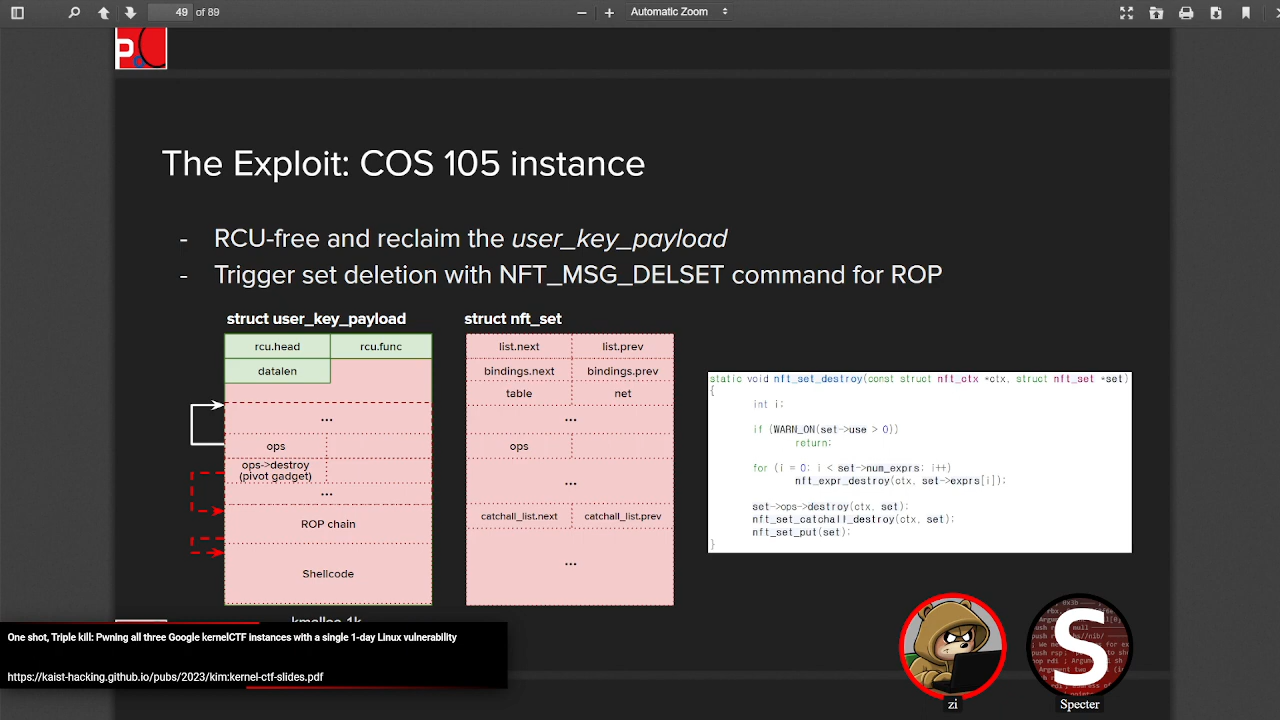 49 of 89
Automatic Zoom
The Exploit: COS 105 instance
- RCU-free and reclaim the user_key_payload
- Trigger set deletion with NFT_MSG_DELSET command for ROP
struct user_key_payload
struct nft_set
rcu.head rcu.func
datalen
...
ops
ops->destroy
(pivot gadget)
...
ROP chain
Shellcode
list.next list.prev
bindings.next bindings.prev
table net
...
ops
...
catchall_list.next catchall_list.prev
...
static void nft_set_destroy(const struct nft_ctx *ctx, struct nft_set *set)
{
int i;
if (WARN_ON(set->use > 0))
return;
for (i = 0; i < set->num_exprs; i++)
nft_expr_destroy(ctx, set->exprs[i]);
set->ops->destroy(ctx, set);
nft_set_catchall_destroy(ctx, set);
nft_set_put(set);
}
One shot, Triple kill: Pwning all three Google kernelCTF instances with a single 1-day Linux vulnerability
https://kaist-hacking.github.io/pubs/2023/kim:kernel-ctf-slides.pdf
S
zi
Specter